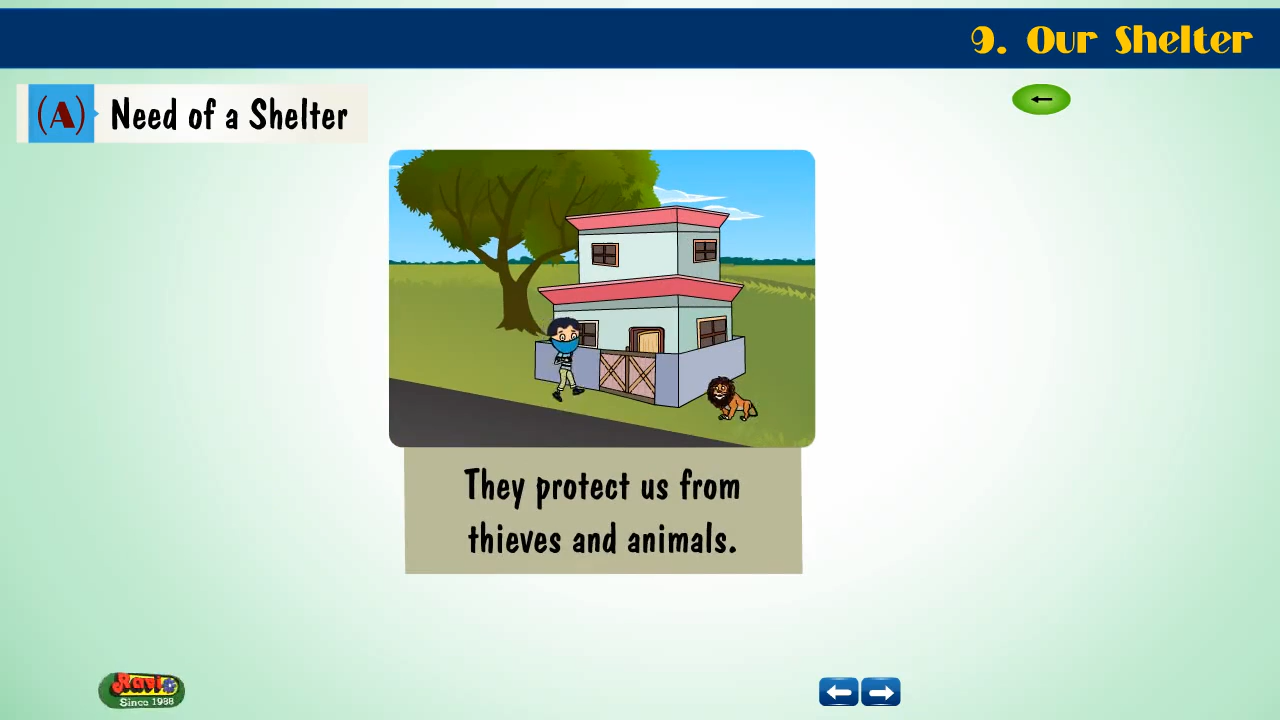 9. Our Shelter
(A) Need of a Shelter
They protect us from
thieves and animals.
Ravi
Since 1988